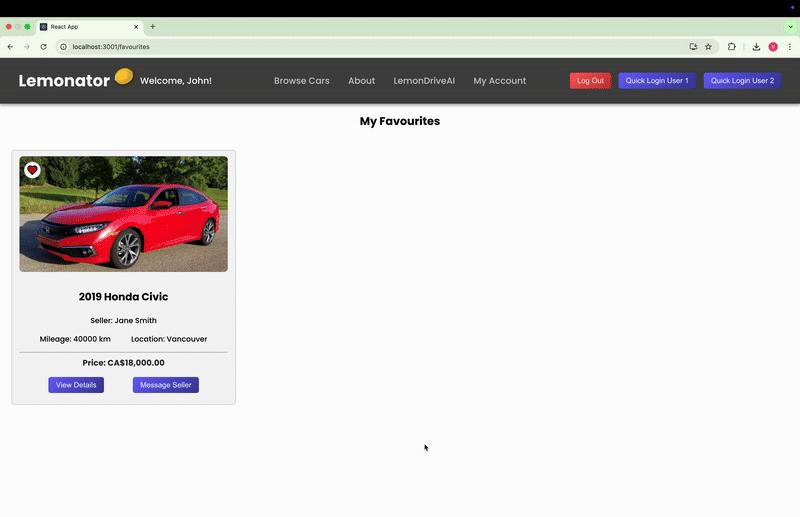 React App
localhost:3001/favourites
Lemonator Welcome, John! Browse Cars About LemonDriveAI My Account Log Out Quick Login User 1 Quick Login User 2
My Favourites
2019 Honda Civic
Seller: Jane Smith
Mileage: 40000 km Location: Vancouver
Price: CA$18,000.00
View Details Message Seller